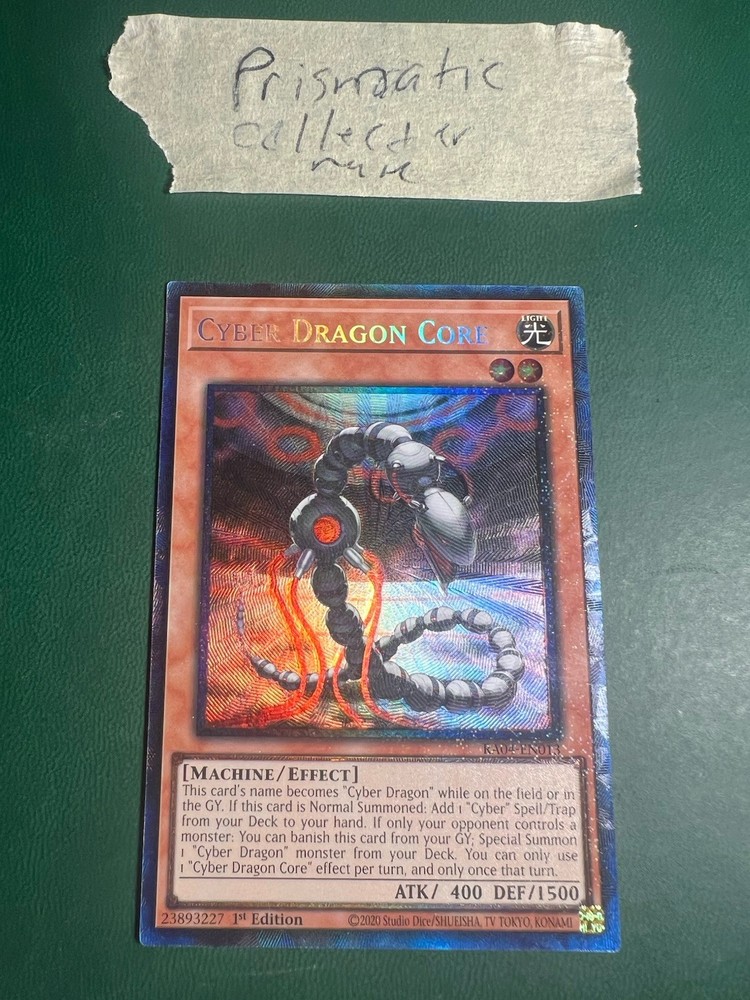 Prismatic
collector
rare
CYBER DRAGON CORE
LIGHT
光
RA04-EN013
[MACHINE/EFFECT]
This card's name becomes "Cyber Dragon" while on the field or in
the GY. If this card is Normal Summoned: Add 1 "Cyber" Spell/Trap
from your Deck to your hand. If only your opponent controls a
monster: You can banish this card from your GY; Special Summon
1 "Cyber Dragon" monster from your Deck. You can only use
1 "Cyber Dragon Core" effect per turn, and only once that turn.
ATK/ 400 DEF/1500
23893227 1st Edition ©2020 Studio Dice/SHUEISHA, TV TOKYO, KONAMI